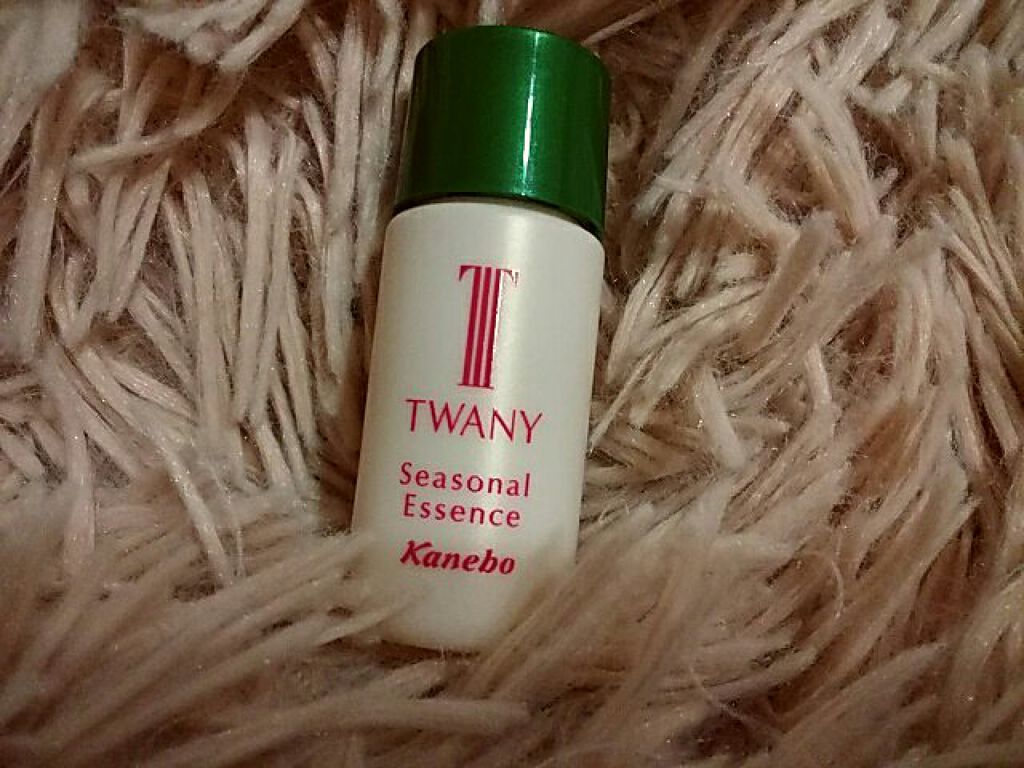 T
TWANY
Seasonal
Essence
Kanebo